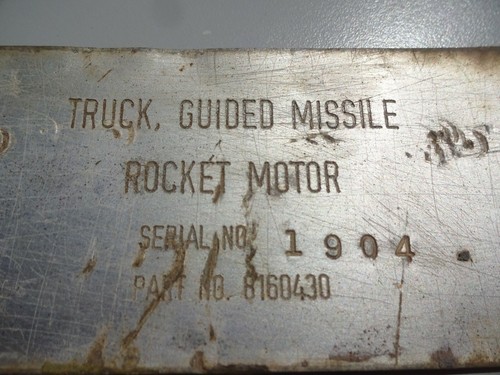 TRUCK, GUIDED MISSILE
ROCKET MOTOR
SERIAL NO. 1904
PART NO. 8160430